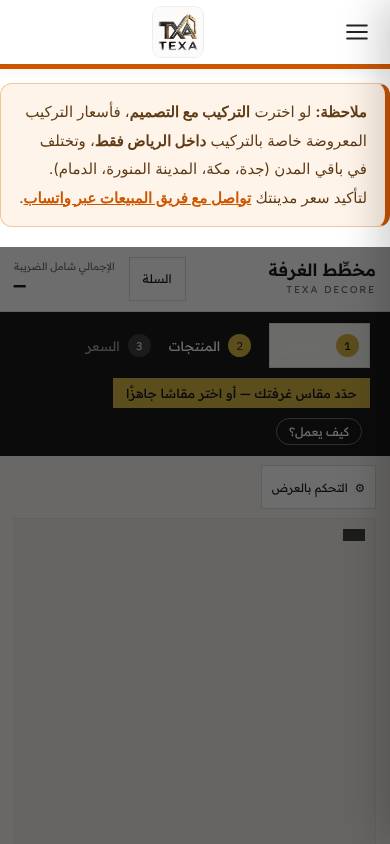 TEXA
ملاحظة: لو اخترت التركيب مع التصميم، فأسعار التركيب
المعروضة خاصة بالتركيب داخل الرياض فقط، وتختلف
في باقي المدن (جدة، مكة، المدينة المنورة، الدمام).
لتأكيد سعر مدينتك تواصل مع فريق المبيعات عبر واتساب.
مخطِّط الغرفة
TEXA DECORE
السلة
الإجمالي شامل الضريبة
—
1
2 المنتجات
3 السعر
حدّد مقاس غرفتك — أو اختر مقاسًا جاهزًا
كيف يعمل؟
⚙ التحكم بالعرض